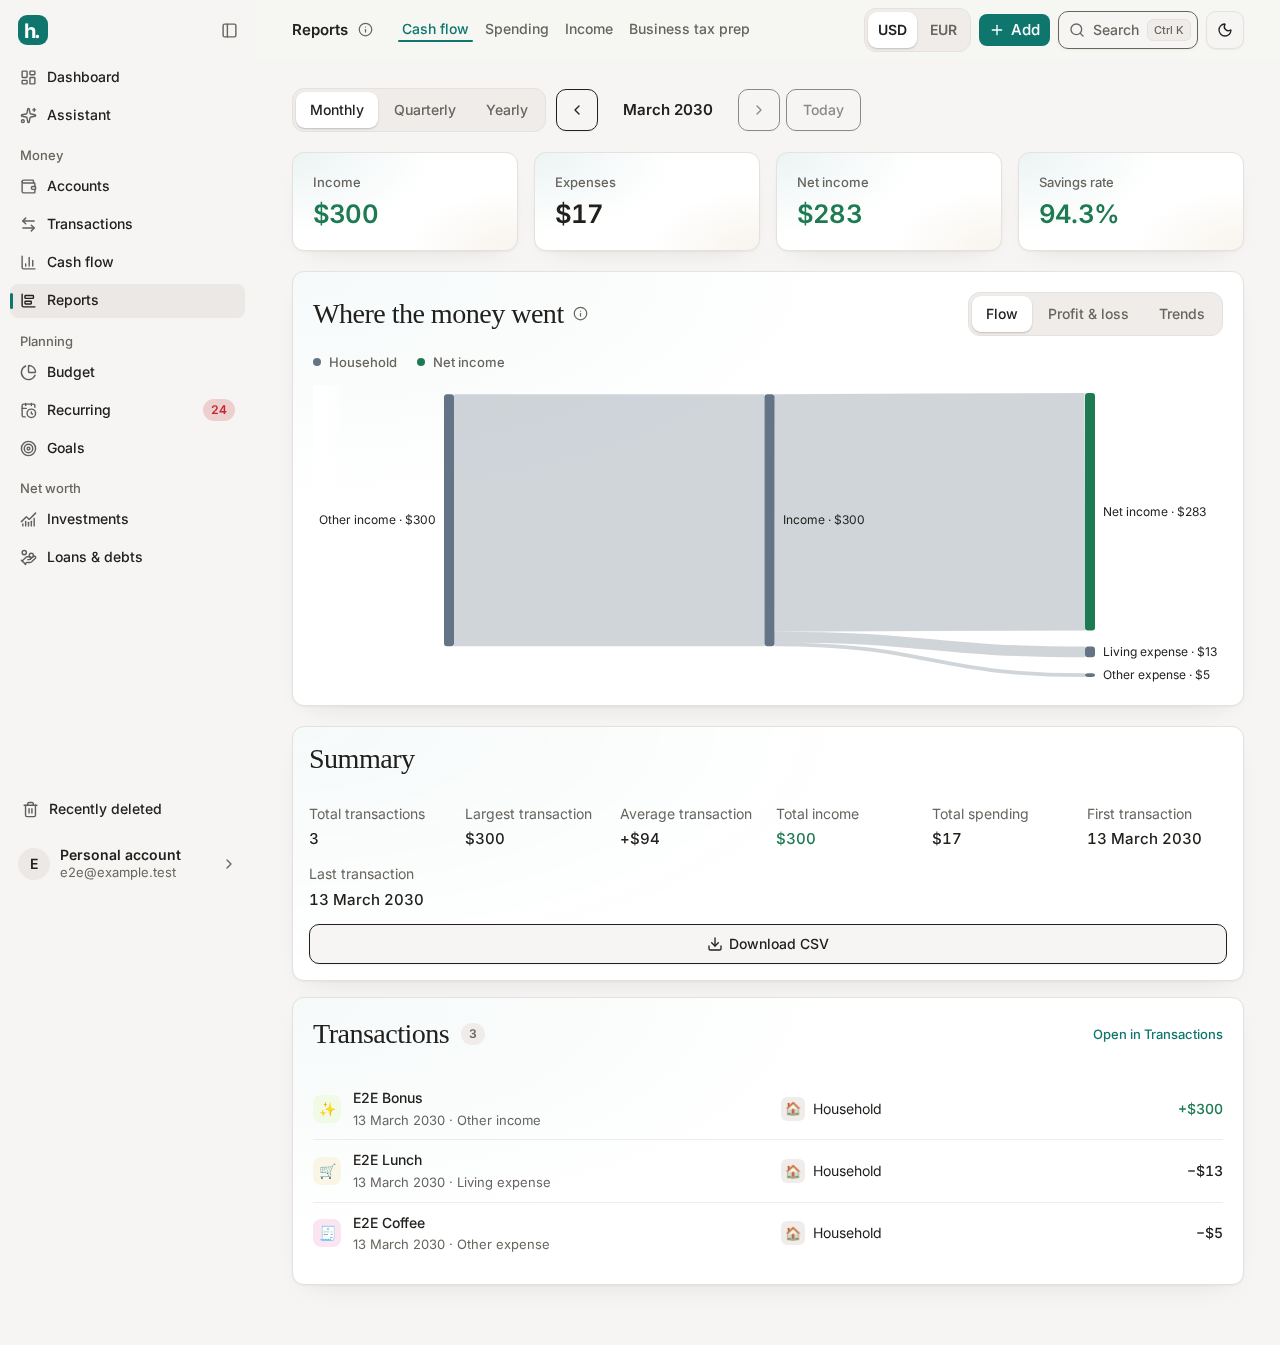 h.
Dashboard
Assistant
Money
Accounts
Transactions
Cash flow
Reports
Planning
Budget
Recurring 24
Goals
Net worth
Investments
Loans & debts
Recently deleted
E
Personal account
e2e@example.test
Reports Cash flow Spending Income Business tax prep USD EUR Add Search Ctrl K
Monthly Quarterly Yearly March 2030 Today
Income
$300
Expenses
$17
Net income
$283
Savings rate
94.3%
Where the money went Flow Profit & loss Trends
Household Net income
Other income · $300
Income · $300
Net income · $283
Living expense · $13
Other expense · $5
Summary
Total transactions
3
Largest transaction
$300
Average transaction
+$94
Total income
$300
Total spending
$17
First transaction
13 March 2030
Last transaction
13 March 2030
Download CSV
Transactions 3 Open in Transactions
E2E Bonus
13 March 2030 · Other income
Household
+$300
E2E Lunch
13 March 2030 · Living expense
Household
−$13
E2E Coffee
13 March 2030 · Other expense
Household
−$5